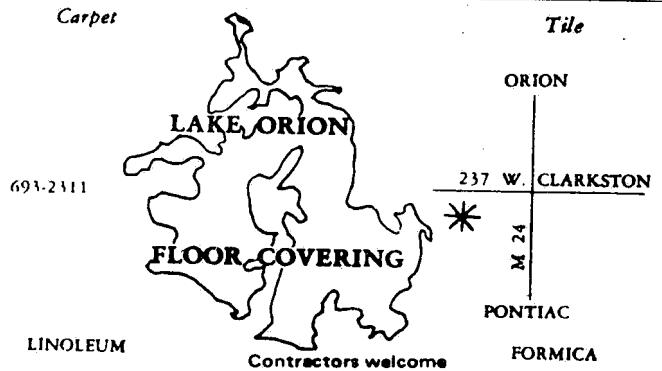 Carpet
Tile
ORION
LAKE ORION
693-2311
237 W. CLARKSTON
M 24
FLOOR COVERING
PONTIAC
LINOLEUM
Contractors welcome
FORMICA